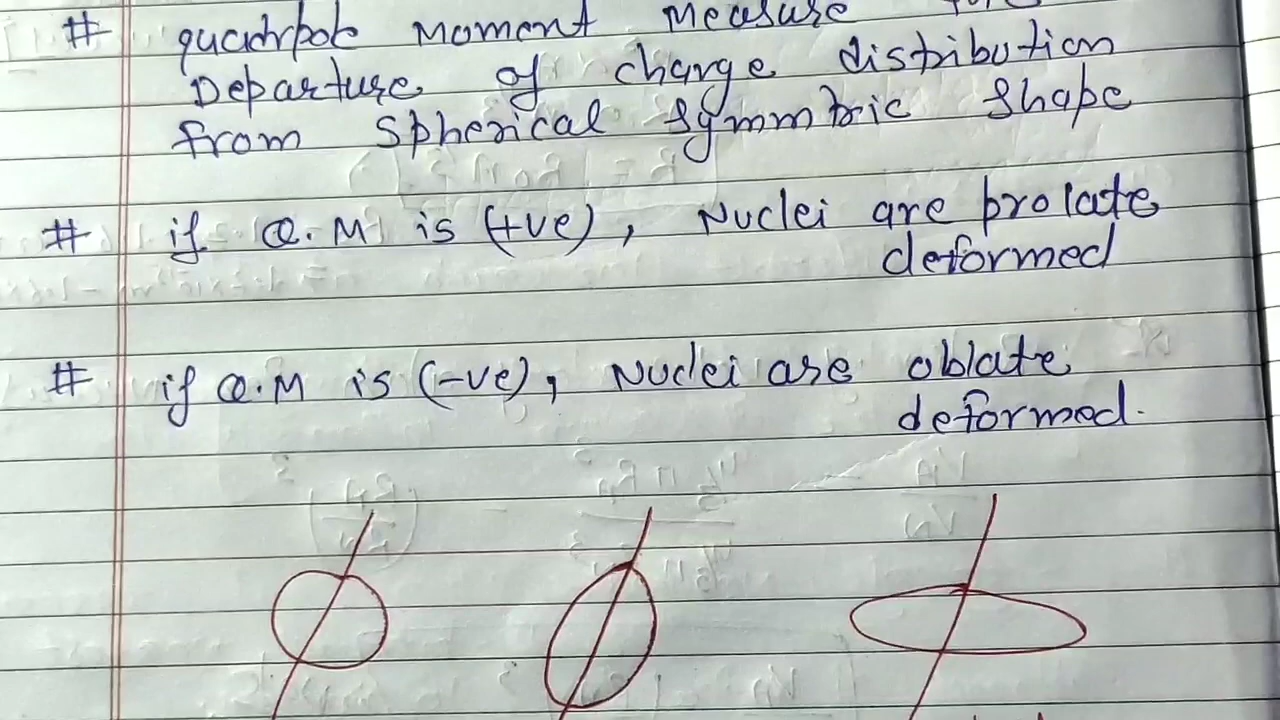 # quadrpole Moment Measure
Departure of charge distribution
from Spherical Symmtric Shape
# if Q.M is (+ve), Nuclei are prolate
deformed
# if Q.M is (-ve), Nuclei are oblate
deformed.